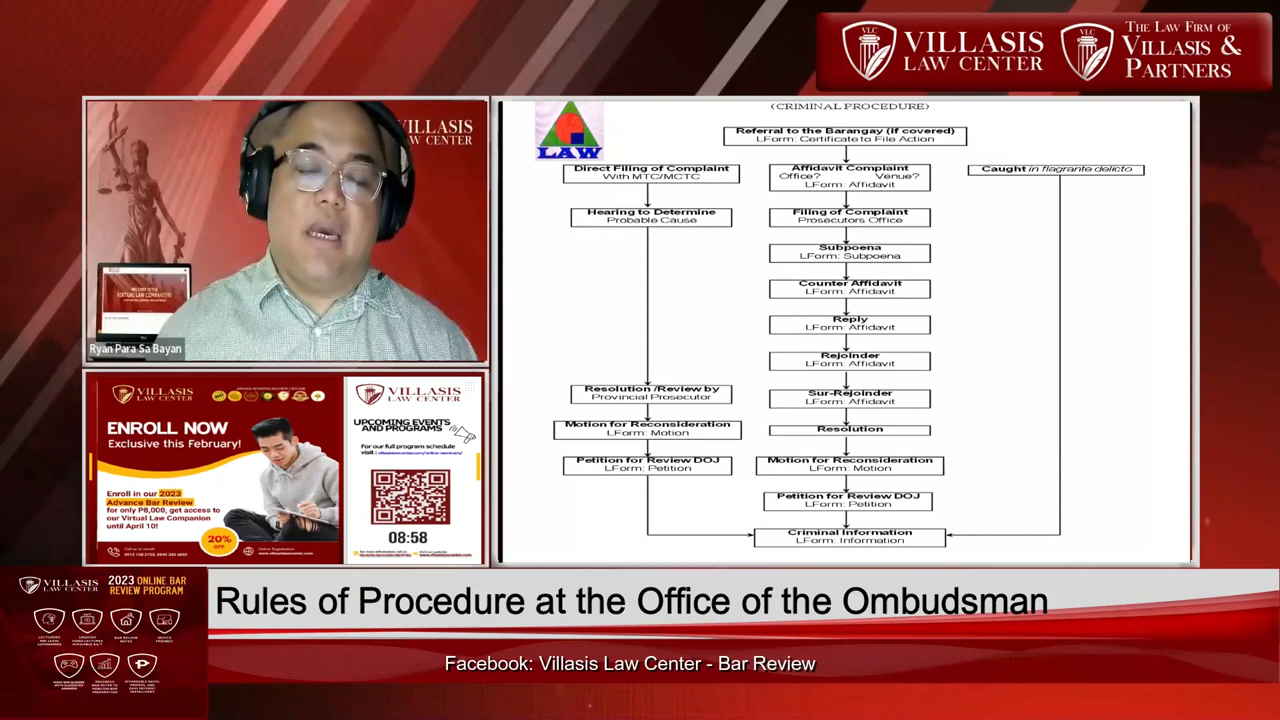 VLC
VILLASIS
LAW CENTER
VLC
THE LAW FIRM OF
VILLASIS &
PARTNERS
VILLASIS
LAW CENTER
Ryan Para Sa Bayan
LAW
(CRIMINAL PROCEDURE)
Referral to the Barangay (if covered)
LForm: Certificate to File Action
Direct Filing of Complaint
With MTC/MCTC
Affidavit Complaint
Office? Venue?
LForm: Affidavit
Caught in flagrante delicto
Hearing to Determine
Probable Cause
Filing of Complaint
Prosecutors Office
Subpoena
LForm: Subpoena
Counter Affidavit
LForm: Affidavit
Reply
LForm: Affidavit
Rejoinder
LForm: Affidavit
Resolution /Review by
Provincial Prosecutor
Sur-Rejoinder
LForm: Affidavit
Motion for Reconsideration
LForm: Motion
Resolution
Petition for Review DOJ
LForm: Petition
Motion for Reconsideration
LForm: Motion
Petition for Review DOJ
LForm: Petition
Criminal Information
LForm: Information
VILLASIS
LAW CENTER
ENROLL NOW
Exclusive this February!
Enroll in our 2023
Advance Bar Review
for only P8,000, get access to
our Virtual Law Companion
until April 10!
20%
OFF
VILLASIS
LAW CENTER
UPCOMING EVENTS
AND PROGRAMS
For our full program schedule
08:58
VILLASIS
LAW CENTER
2023 ONLINE BAR
REVIEW PROGRAM
Rules of Procedure at the Office of the Ombudsman
Facebook: Villasis Law Center - Bar Review